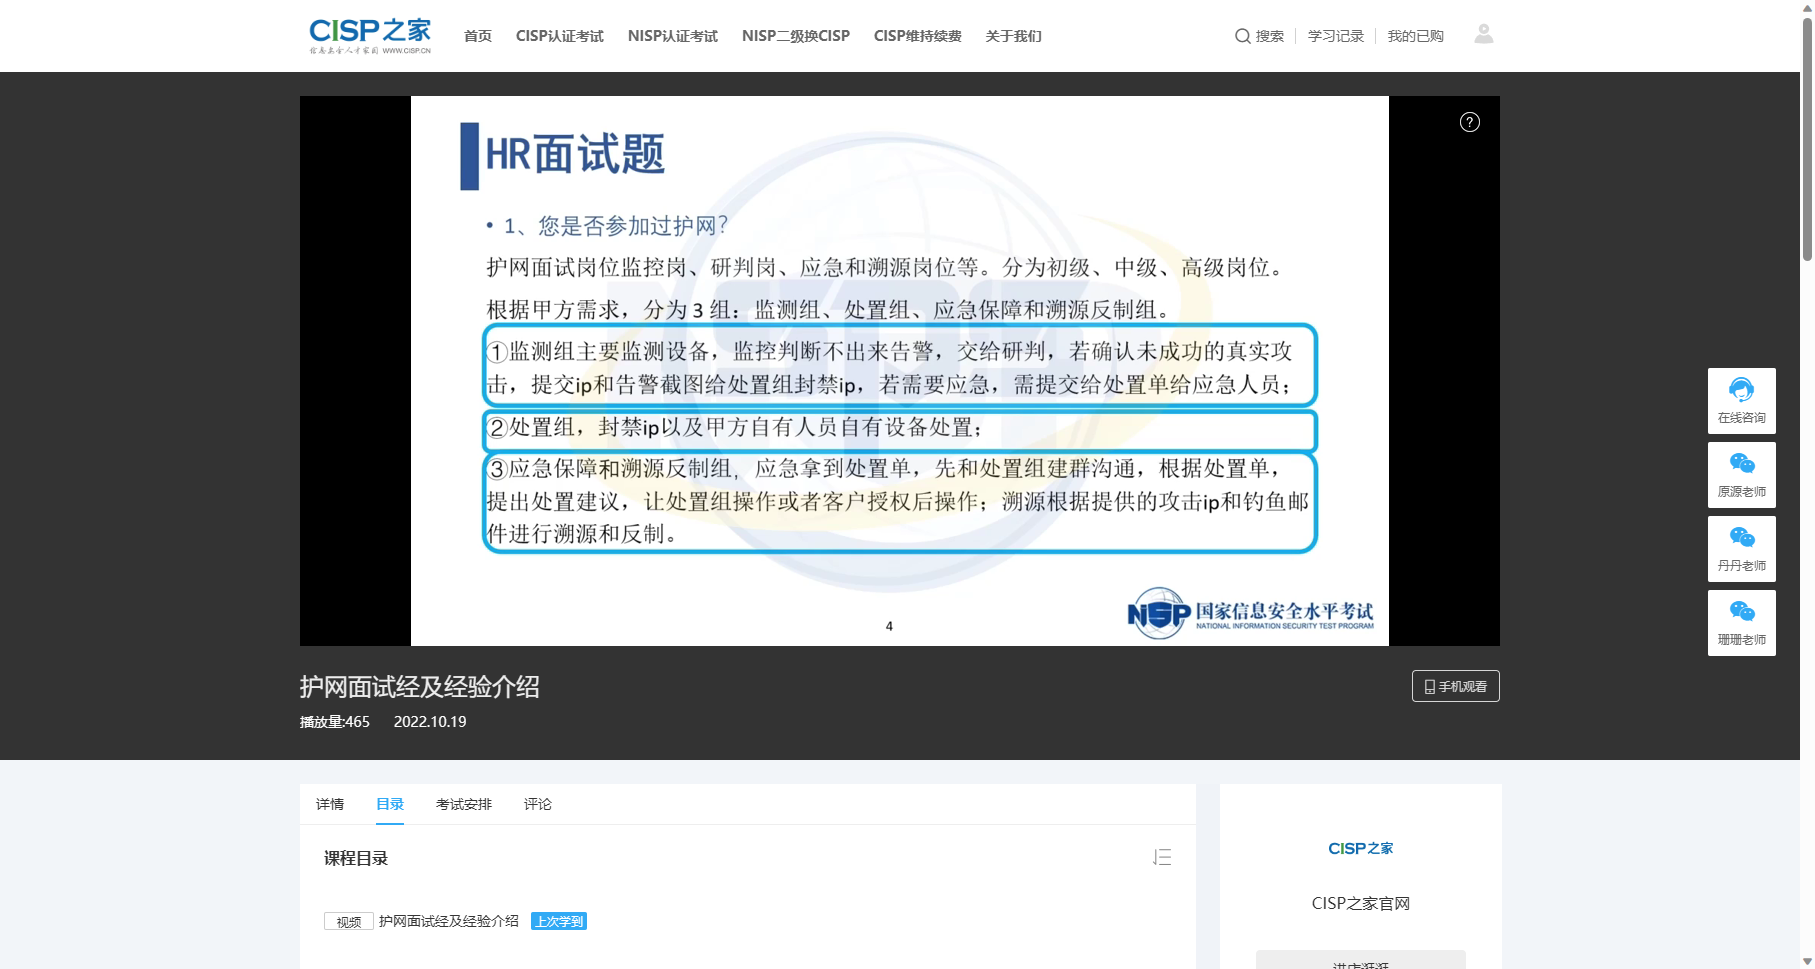 CISP之家
信息安全人才家园 WWW.CISP.CN
首页 CISP认证考试 NISP认证考试 NISP二级换CISP CISP维持续费 关于我们 搜索 学习记录 我的已购
HR面试题
• 1、您是否参加过护网？
护网面试岗位监控岗、研判岗、应急和溯源岗位等。分为初级、中级、高级岗位。
根据甲方需求，分为 3 组：监测组、处置组、应急保障和溯源反制组。
①监测组主要监测设备，监控判断不出来告警，交给研判，若确认未成功的真实攻
击，提交ip和告警截图给处置组封禁ip，若需要应急，需提交给处置单给应急人员；
②处置组，封禁ip以及甲方自有人员自有设备处置；
③应急保障和溯源反制组，应急拿到处置单，先和处置组建群沟通，根据处置单，
提出处置建议，让处置组操作或者客户授权后操作；溯源根据提供的攻击ip和钓鱼邮
件进行溯源和反制。
NSP 国家信息安全水平考试
NATIONAL INFORMATION SECURITY TEST PROGRAM
4
在线咨询
原源老师
丹丹老师
珊珊老师
护网面试经及经验介绍
手机观看
播放量:465 2022.10.19
详情 目录 考试安排 评论
课程目录
视频 护网面试经及经验介绍 上次学到
CISP之家
CISP之家官网
进店逛逛